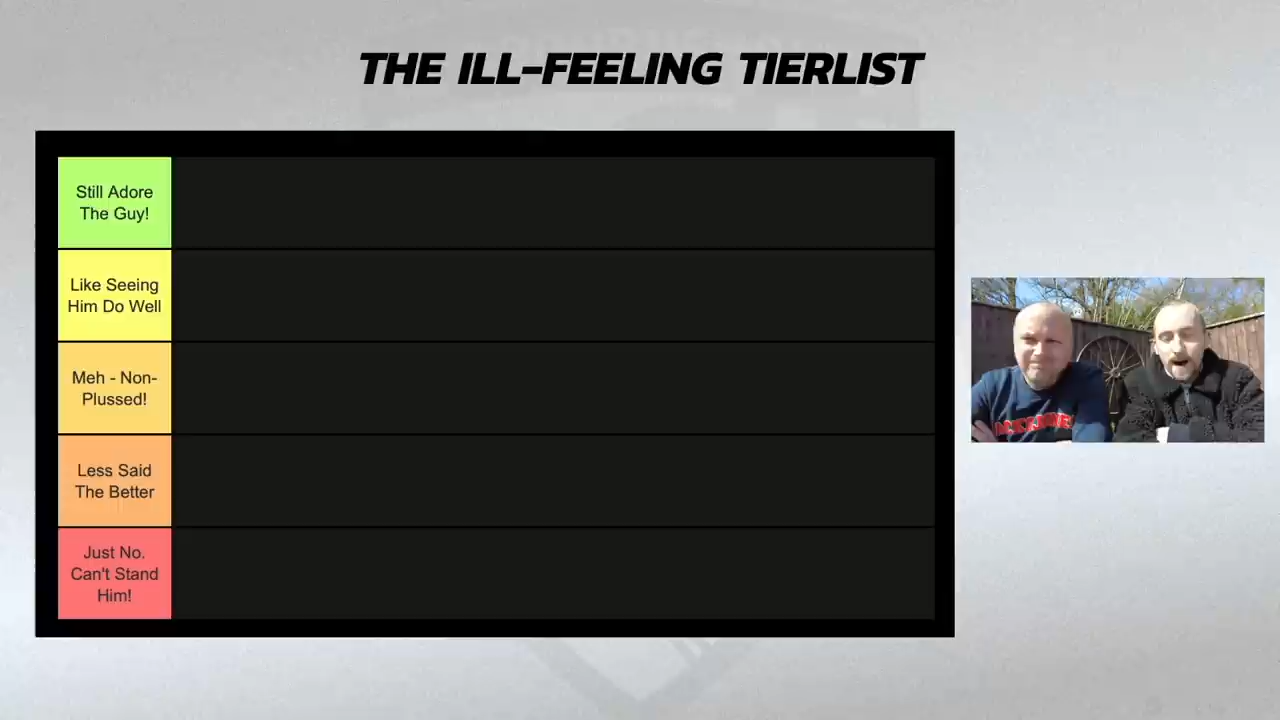 THE ILL-FEELING TIERLIST
Still Adore
The Guy!
Like Seeing
Him Do Well
Meh - Non-
Plussed!
Less Said
The Better
Just No.
Can't Stand
Him!